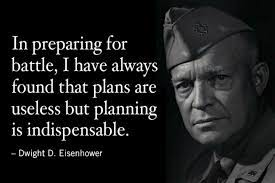 In preparing for
battle, I have always
found that plans are
useless but planning
is indispensable.
– Dwight D. Eisenhower